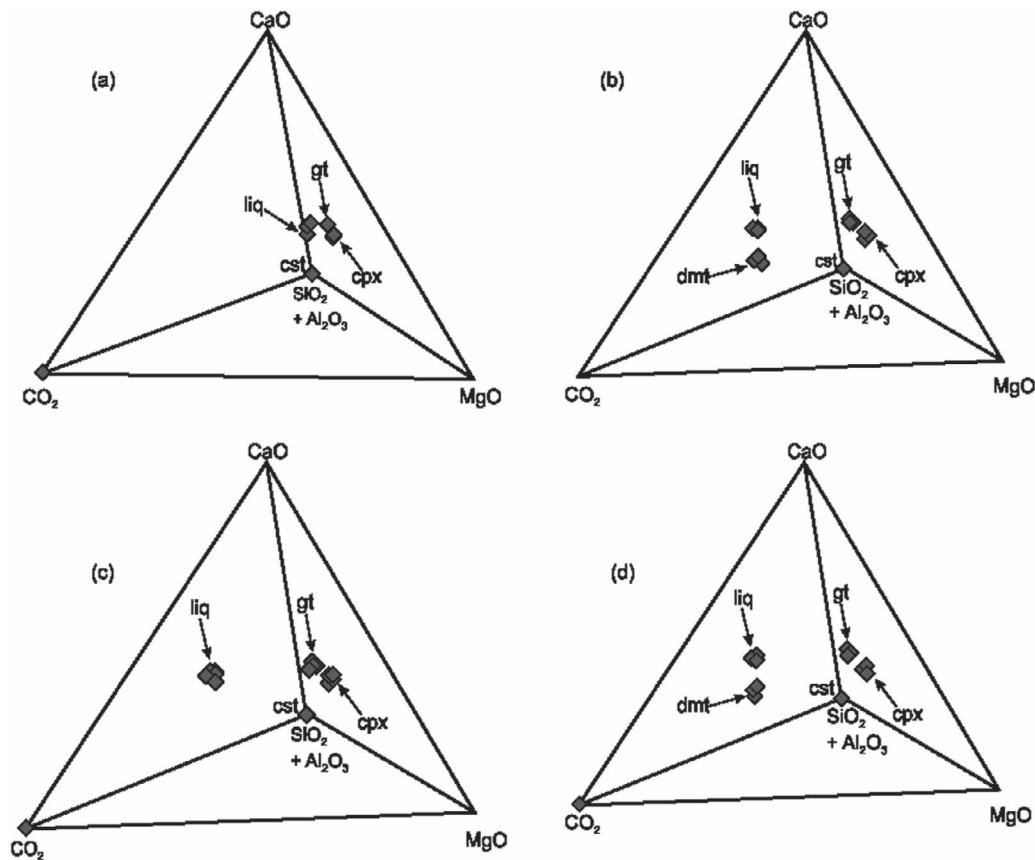 CaO
(a)
gt
liq
cst
cpx
SiO₂
+ Al₂O₃
CO₂
MgO
CaO
(b)
liq
gt
dmt
cst
cpx
SiO₂
+ Al₂O₃
CO₂
MgO
CaO
(c)
liq
gt
cst
cpx
SiO₂
+ Al₂O₃
CO₂
MgO
CaO
(d)
liq
gt
dmt
cst
cpx
SiO₂
+ Al₂O₃
CO₂
MgO